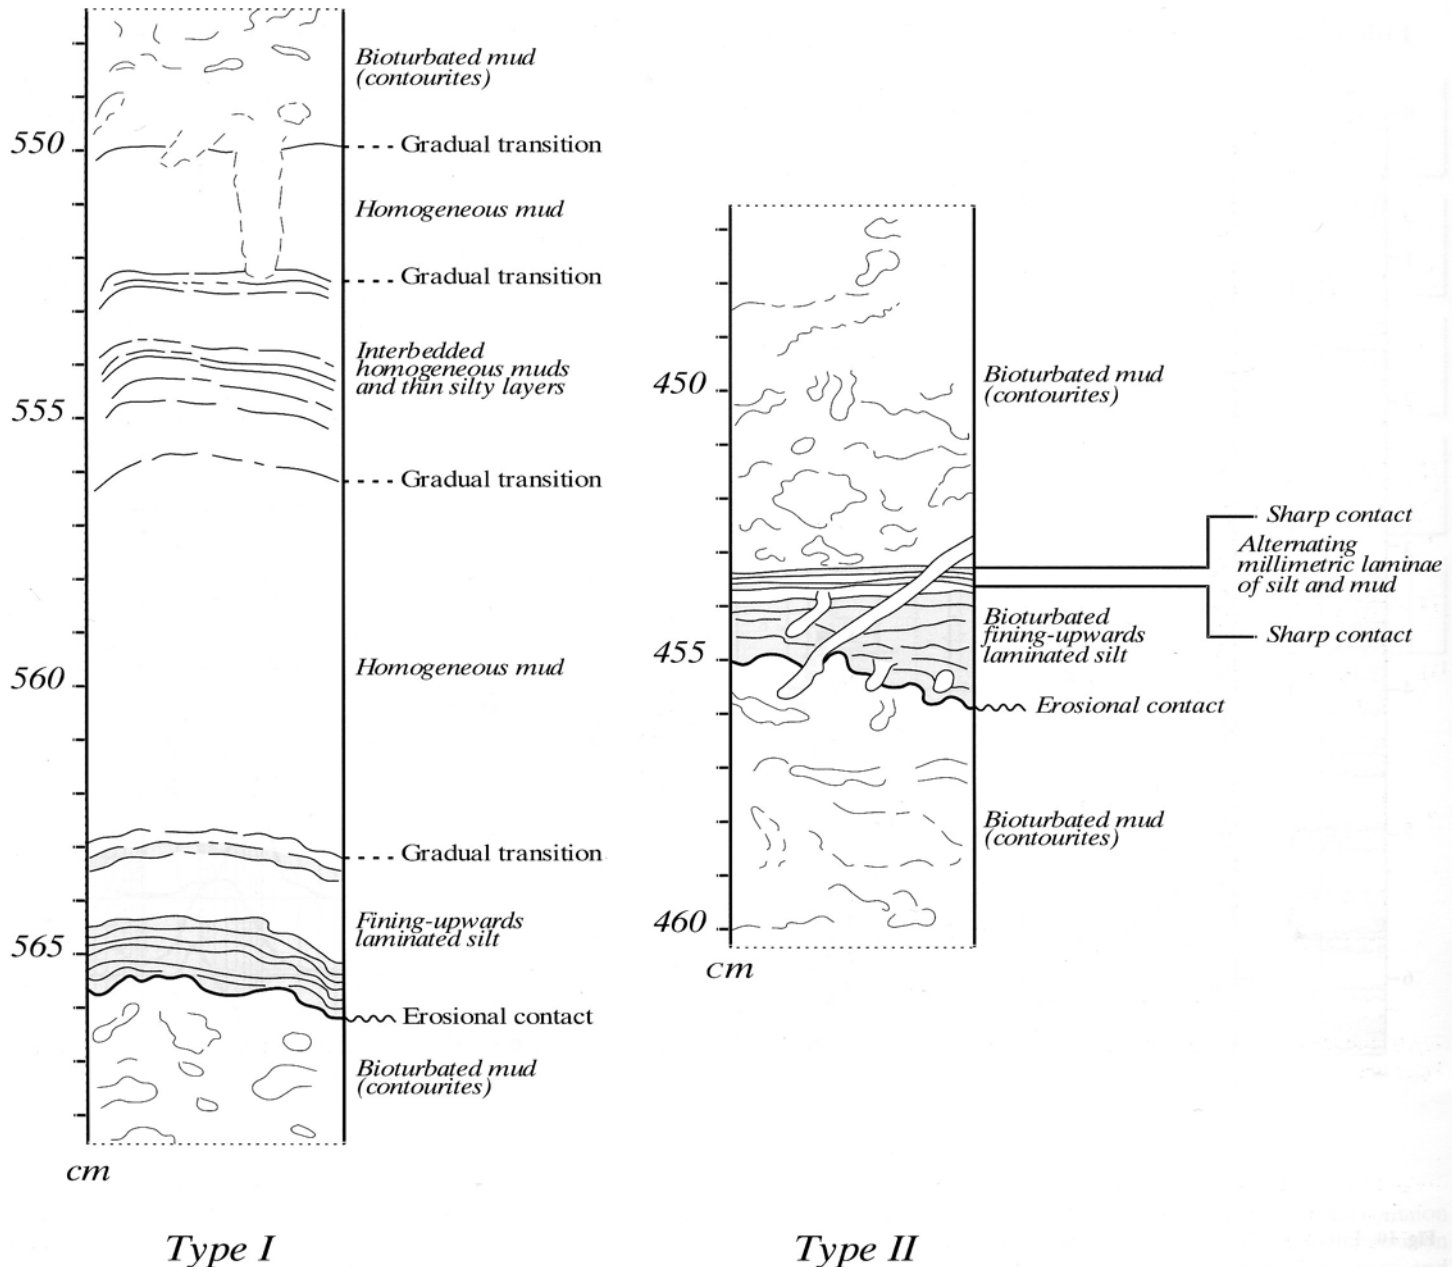 Bioturbated mud
(contourites)
550
Gradual transition
Homogeneous mud
Gradual transition
Interbedded
homogeneous muds
and thin silty layers
555
Gradual transition
560
Homogeneous mud
Gradual transition
Fining-upwards
laminated silt
565
Erosional contact
Bioturbated mud
(contourites)
cm
Type I
450
Bioturbated mud
(contourites)
Sharp contact
Alternating
millimetric laminae
of silt and mud
Sharp contact
Bioturbated
fining-upwards
laminated silt
455
Erosional contact
Bioturbated mud
(contourites)
460
cm
Type II